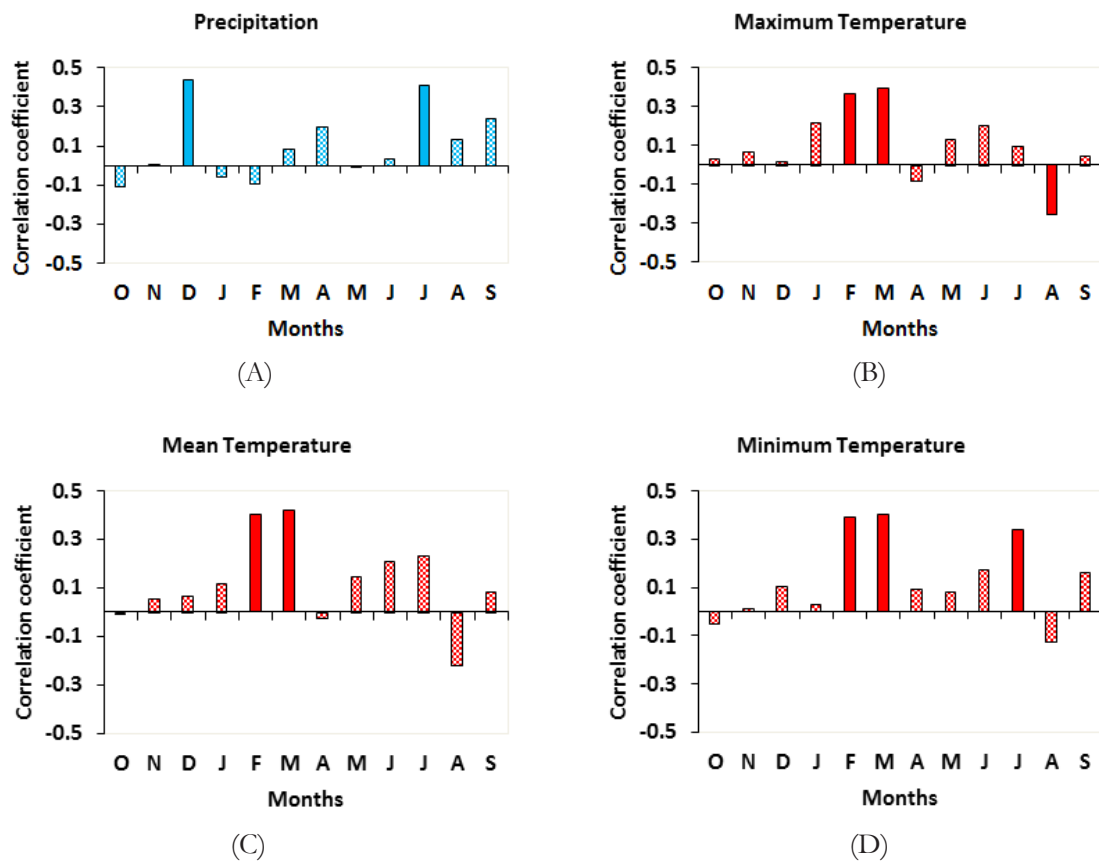 Precipitation
Correlation coefficient
0.5
0.3
0.1
-0.1
-0.3
-0.5
O N D J F M A M J J A S
Months
(A)
Maximum Temperature
Correlation coefficient
0.5
0.3
0.1
-0.1
-0.3
-0.5
O N D J F M A M J J A S
Months
(B)
Mean Temperature
Correlation coefficient
0.5
0.3
0.1
-0.1
-0.3
-0.5
O N D J F M A M J J A S
Months
(C)
Minimum Temperature
Correlation coefficient
0.5
0.3
0.1
-0.1
-0.3
-0.5
O N D J F M A M J J A S
Months
(D)